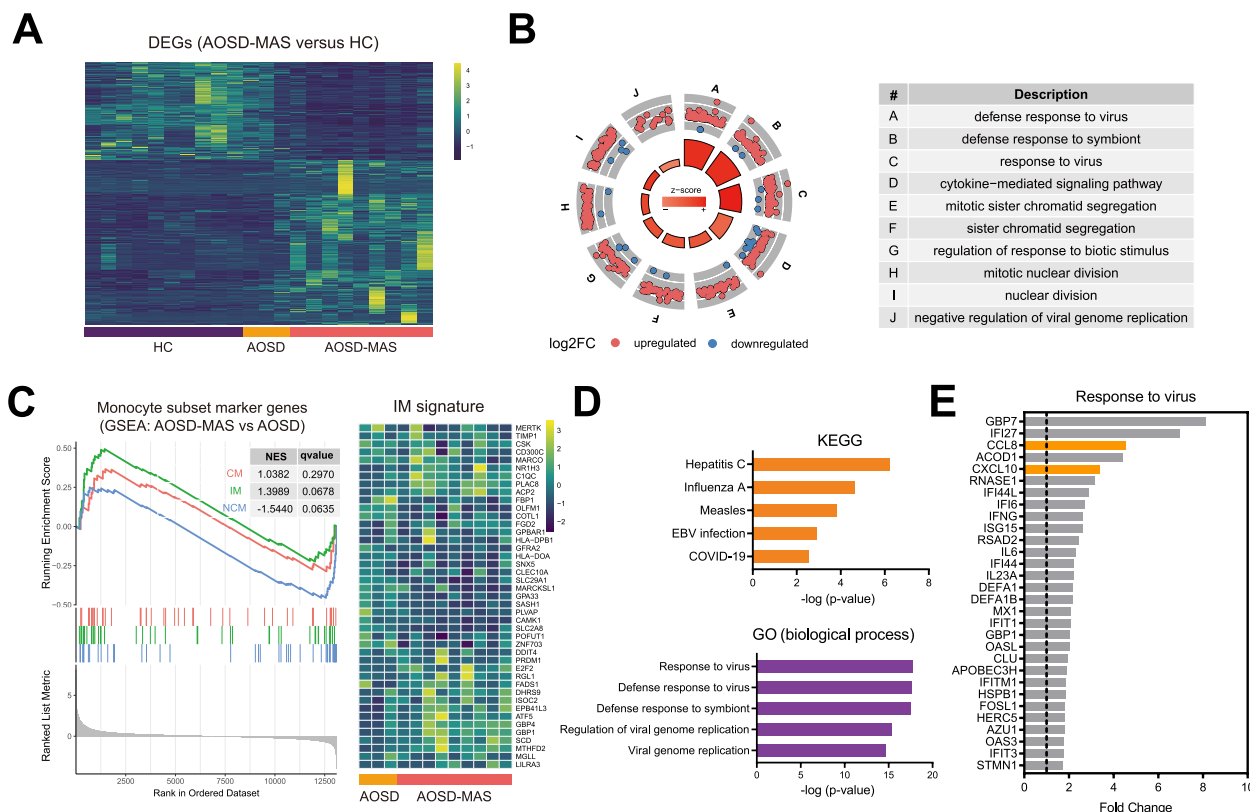 A
DEGs (AOSD-MAS versus HC)
4
3
2
1
0
−1
HC
AOSD
AOSD-MAS
B
A
B
C
D
E
F
G
H
I
J
z−score
− +
log2FC
upregulated
downregulated
# Description
A defense response to virus
B defense response to symbiont
C response to virus
D cytokine−mediated signaling pathway
E mitotic sister chromatid segregation
F sister chromatid segregation
G regulation of response to biotic stimulus
H mitotic nuclear division
I nuclear division
J negative regulation of viral genome replication
C
Monocyte subset marker genes
(GSEA: AOSD-MAS vs AOSD)
NES qvalue
CM 1.0382 0.2970
IM 1.3989 0.0678
NCM -1.5440 0.0635
Running Enrichment Score
0.50
0.25
0.00
−0.25
−0.50
Ranked List Metric
5
0
2500 5000 7500 10000 12500
Rank in Ordered Dataset
IM signature
MERTK
TIMP1
CSK
CD300C
MARCO
NR1H3
C1QC
PLAC8
ACP2
FBP1
OLFM1
COTL1
FGD2
GPBAR1
HLA-DPB1
GFRA2
HLA-DOA
SNX5
CLEC10A
SLC29A1
MARCKSL1
GPA33
SASH1
PLVAP
CAMK1
SLC2A8
POFUT1
ZNF703
DDIT4
PRDM1
E2F2
RGL1
FADS1
DHRS9
ISOC2
EPB41L3
ATF5
GBP4
GBP1
SCD
MTHFD2
MGLL
LILRA3
3
2
1
0
−1
−2
AOSD
AOSD-MAS
D
KEGG
Hepatitis C
Influenza A
Measles
EBV infection
COVID-19
0 2 4 6 8
-log (p-value)
GO (biological process)
Response to virus
Defense response to virus
Defense response to symbiont
Regulation of viral genome replication
Viral genome replication
0 5 10 15 20
-log (p-value)
E
Response to virus
GBP7
IFI27
CCL8
ACOD1
CXCL10
RNASE1
IFI44L
IFI6
IFNG
ISG15
RSAD2
IL6
IFI44
IL23A
DEFA1
DEFA1B
MX1
IFIT1
GBP1
OASL
CLU
APOBEC3H
IFITM1
HSPB1
FOSL1
HERC5
AZU1
OAS3
IFIT3
STMN1
0 2 4 6 8 10
Fold Change